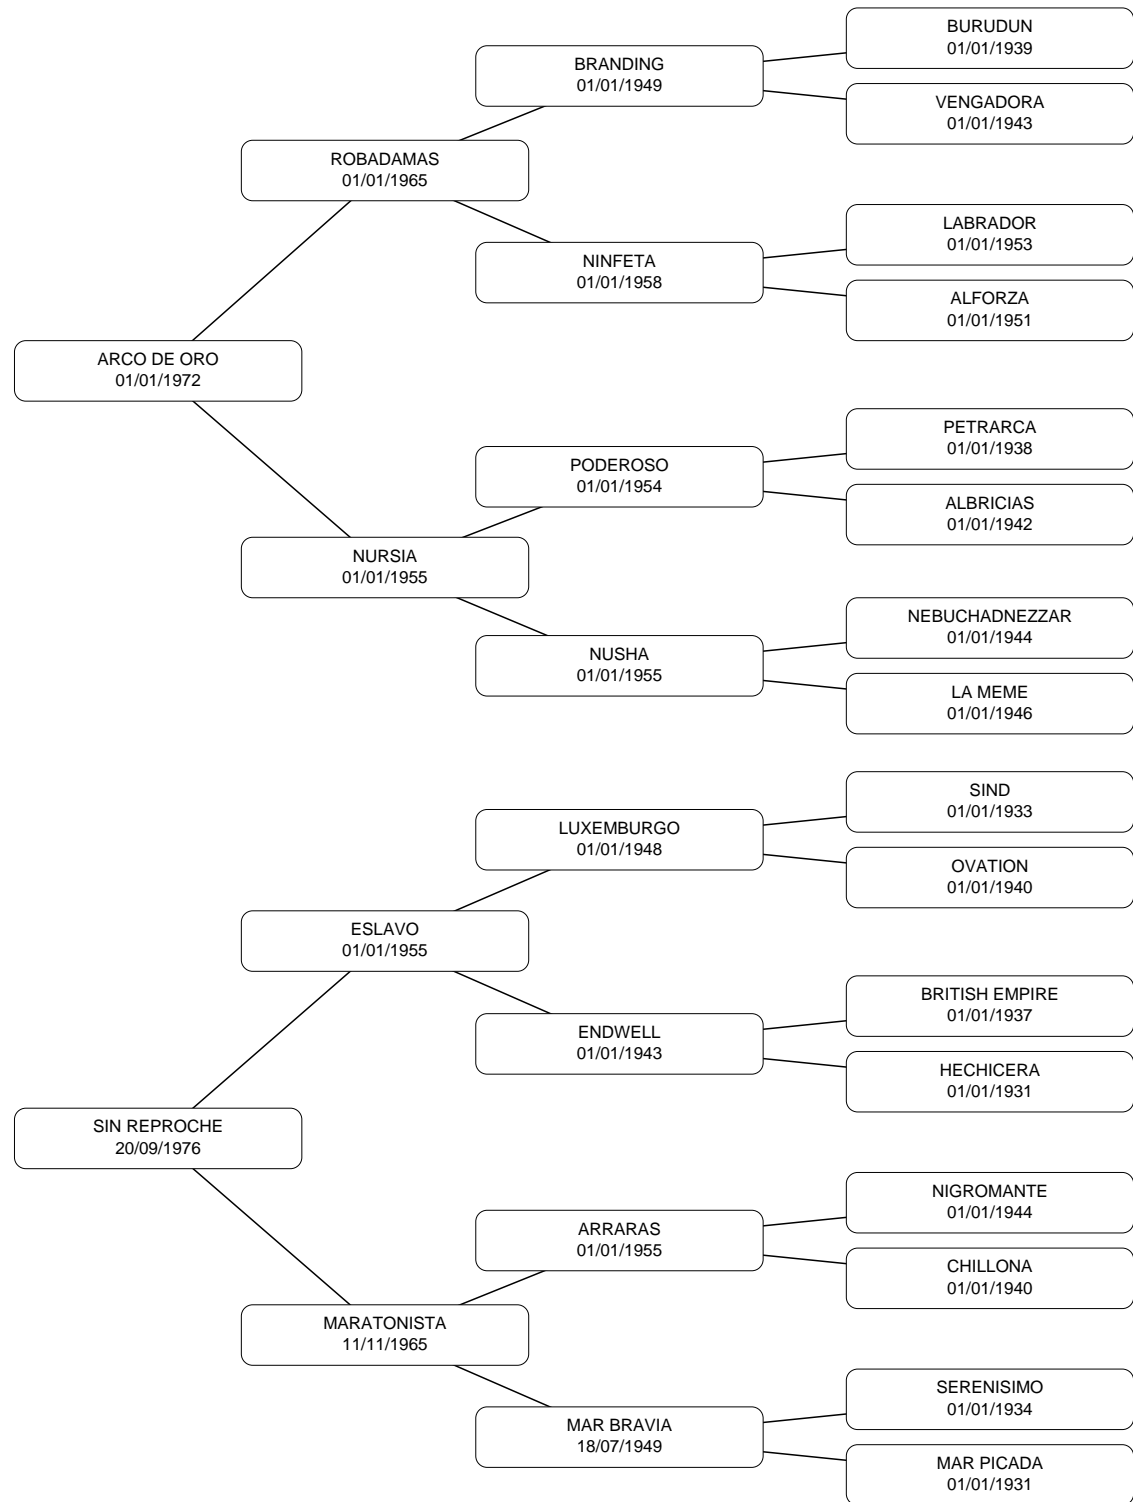 BURUDUN
01/01/1939
BRANDING
01/01/1949
VENGADORA
01/01/1943
ROBADAMAS
01/01/1965
LABRADOR
01/01/1953
NINFETA
01/01/1958
ALFORZA
01/01/1951
ARCO DE ORO
01/01/1972
PETRARCA
01/01/1938
PODEROSO
01/01/1954
ALBRICIAS
01/01/1942
NURSIA
01/01/1955
NEBUCHADNEZZAR
01/01/1944
NUSHA
01/01/1955
LA MEME
01/01/1946
SIND
01/01/1933
LUXEMBURGO
01/01/1948
OVATION
01/01/1940
ESLAVO
01/01/1955
BRITISH EMPIRE
01/01/1937
ENDWELL
01/01/1943
HECHICERA
01/01/1931
SIN REPROCHE
20/09/1976
NIGROMANTE
01/01/1944
ARRARAS
01/01/1955
CHILLONA
01/01/1940
MARATONISTA
11/11/1965
SERENISIMO
01/01/1934
MAR BRAVIA
18/07/1949
MAR PICADA
01/01/1931